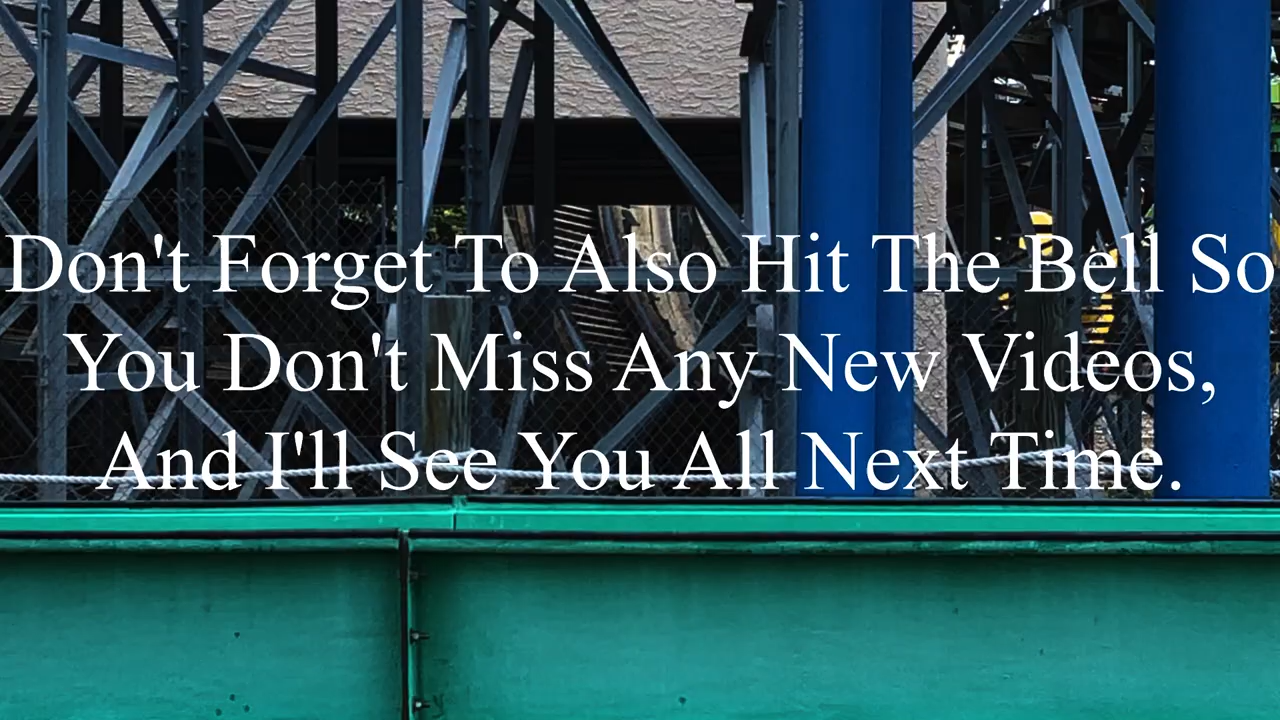 Don't Forget To Also Hit The Bell So
You Don't Miss Any New Videos,
And I'll See You All Next Time.